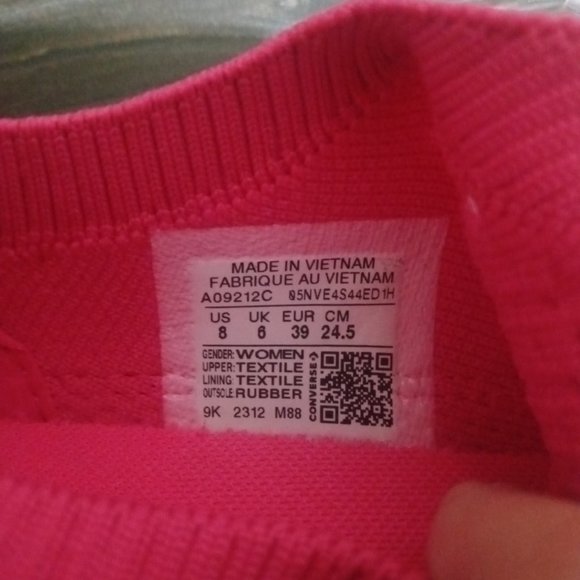 MADE IN VIETNAM
FABRIQUE AU VIETNAM
A09212C 05NVE4S44ED1H
US UK EUR CM
8 6 39 24.5
GENDER: WOMEN
UPPER: TEXTILE
LINING: TEXTILE
OUTSOLE: RUBBER
9K 2312 M88
CONVERSE